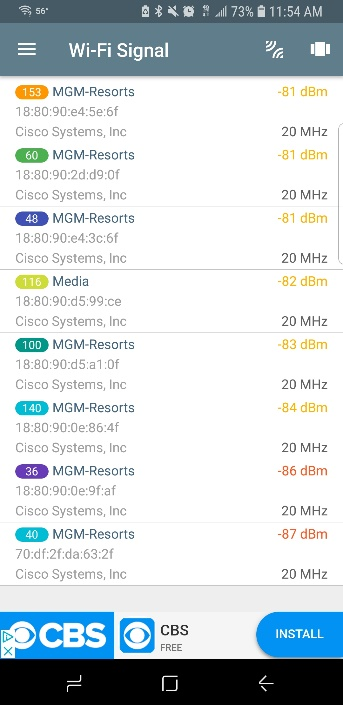 56° 73% 11:54 AM
Wi-Fi Signal
153 MGM-Resorts -81 dBm
18:80:90:e4:5e:6f
Cisco Systems, Inc 20 MHz
60 MGM-Resorts -81 dBm
18:80:90:2d:d9:0f
Cisco Systems, Inc 20 MHz
48 MGM-Resorts -81 dBm
18:80:90:e4:3c:6f
Cisco Systems, Inc 20 MHz
116 Media -82 dBm
18:80:90:d5:99:ce
Cisco Systems, Inc 20 MHz
100 MGM-Resorts -83 dBm
18:80:90:d5:a1:0f
Cisco Systems, Inc 20 MHz
140 MGM-Resorts -84 dBm
18:80:90:0e:86:4f
Cisco Systems, Inc 20 MHz
36 MGM-Resorts -86 dBm
18:80:90:0e:9f:af
Cisco Systems, Inc 20 MHz
40 MGM-Resorts -87 dBm
70:df:2f:da:63:2f
Cisco Systems, Inc 20 MHz
CBS CBS INSTALL
FREE